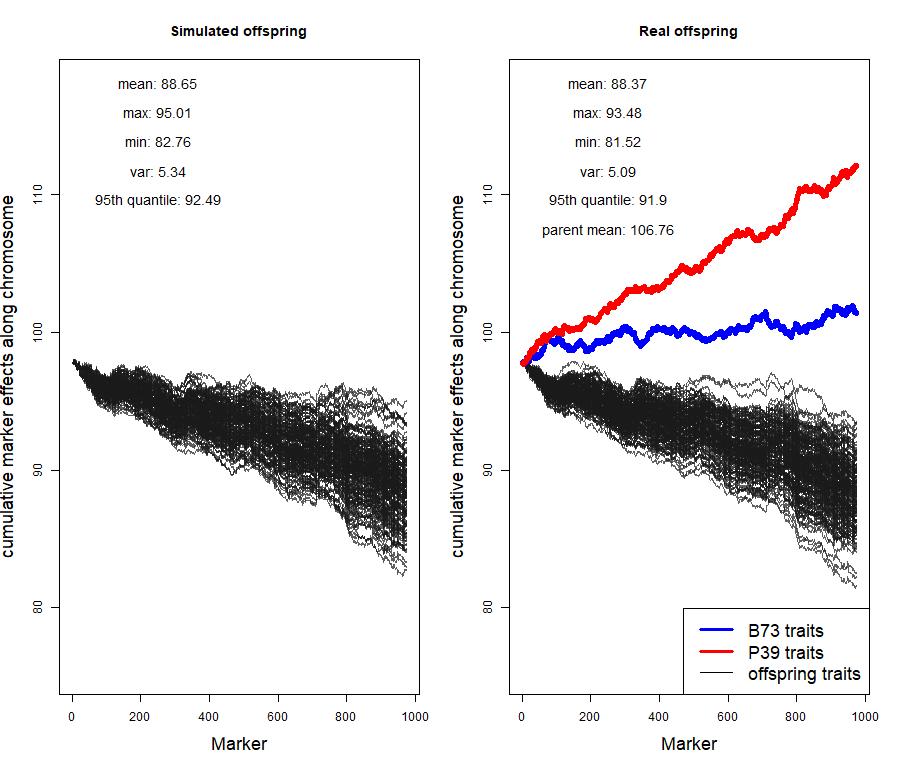 Simulated offspring
mean: 88.65
max: 95.01
min: 82.76
var: 5.34
95th quantile: 92.49
cumulative marker effects along chromosome
80
90
100
110
0 200 400 600 800 1000
Marker
Real offspring
mean: 88.37
max: 93.48
min: 81.52
var: 5.09
95th quantile: 91.9
parent mean: 106.76
cumulative marker effects along chromosome
80
90
100
110
B73 traits
P39 traits
offspring traits
0 200 400 600 800 1000
Marker